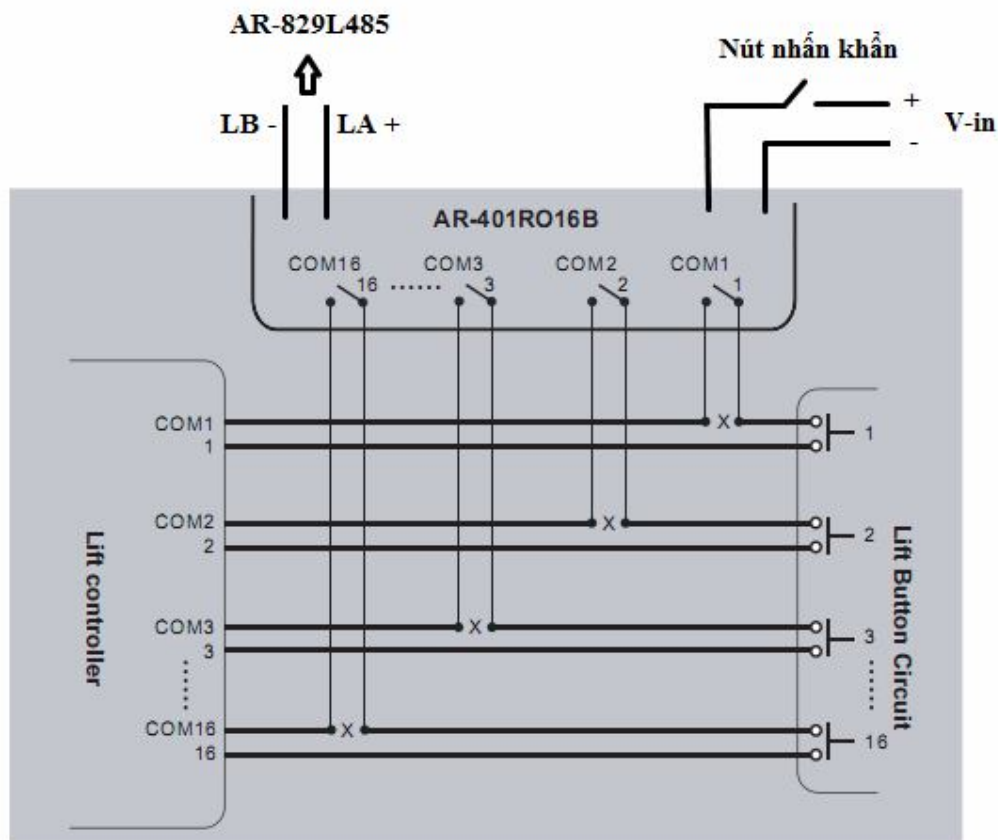 AR-829L485
Nút nhấn khẩn
LB -
LA +
+
V-in
-
AR-401RO16B
COM16
COM3
COM2
COM1
16 ...... 3
2
1
COM1
X
1
1
COM2
X
2
2
COM3
X
3
3
......
......
COM16
X
16
16
Lift controller
Lift Button Circuit